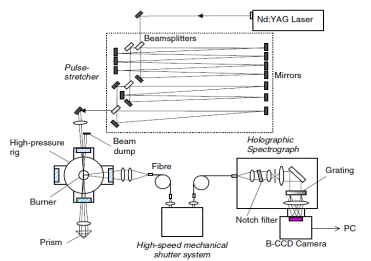 Nd:YAG Laser
Beamsplitters
Pulse-
stretcher
Mirrors
High-pressure
rig
Beam
dump
Holographic
Spectrograph
Fibre
Grating
Burner
Notch filter
PC
Prism
High-speed mechanical
shutter system
B-CCD Camera